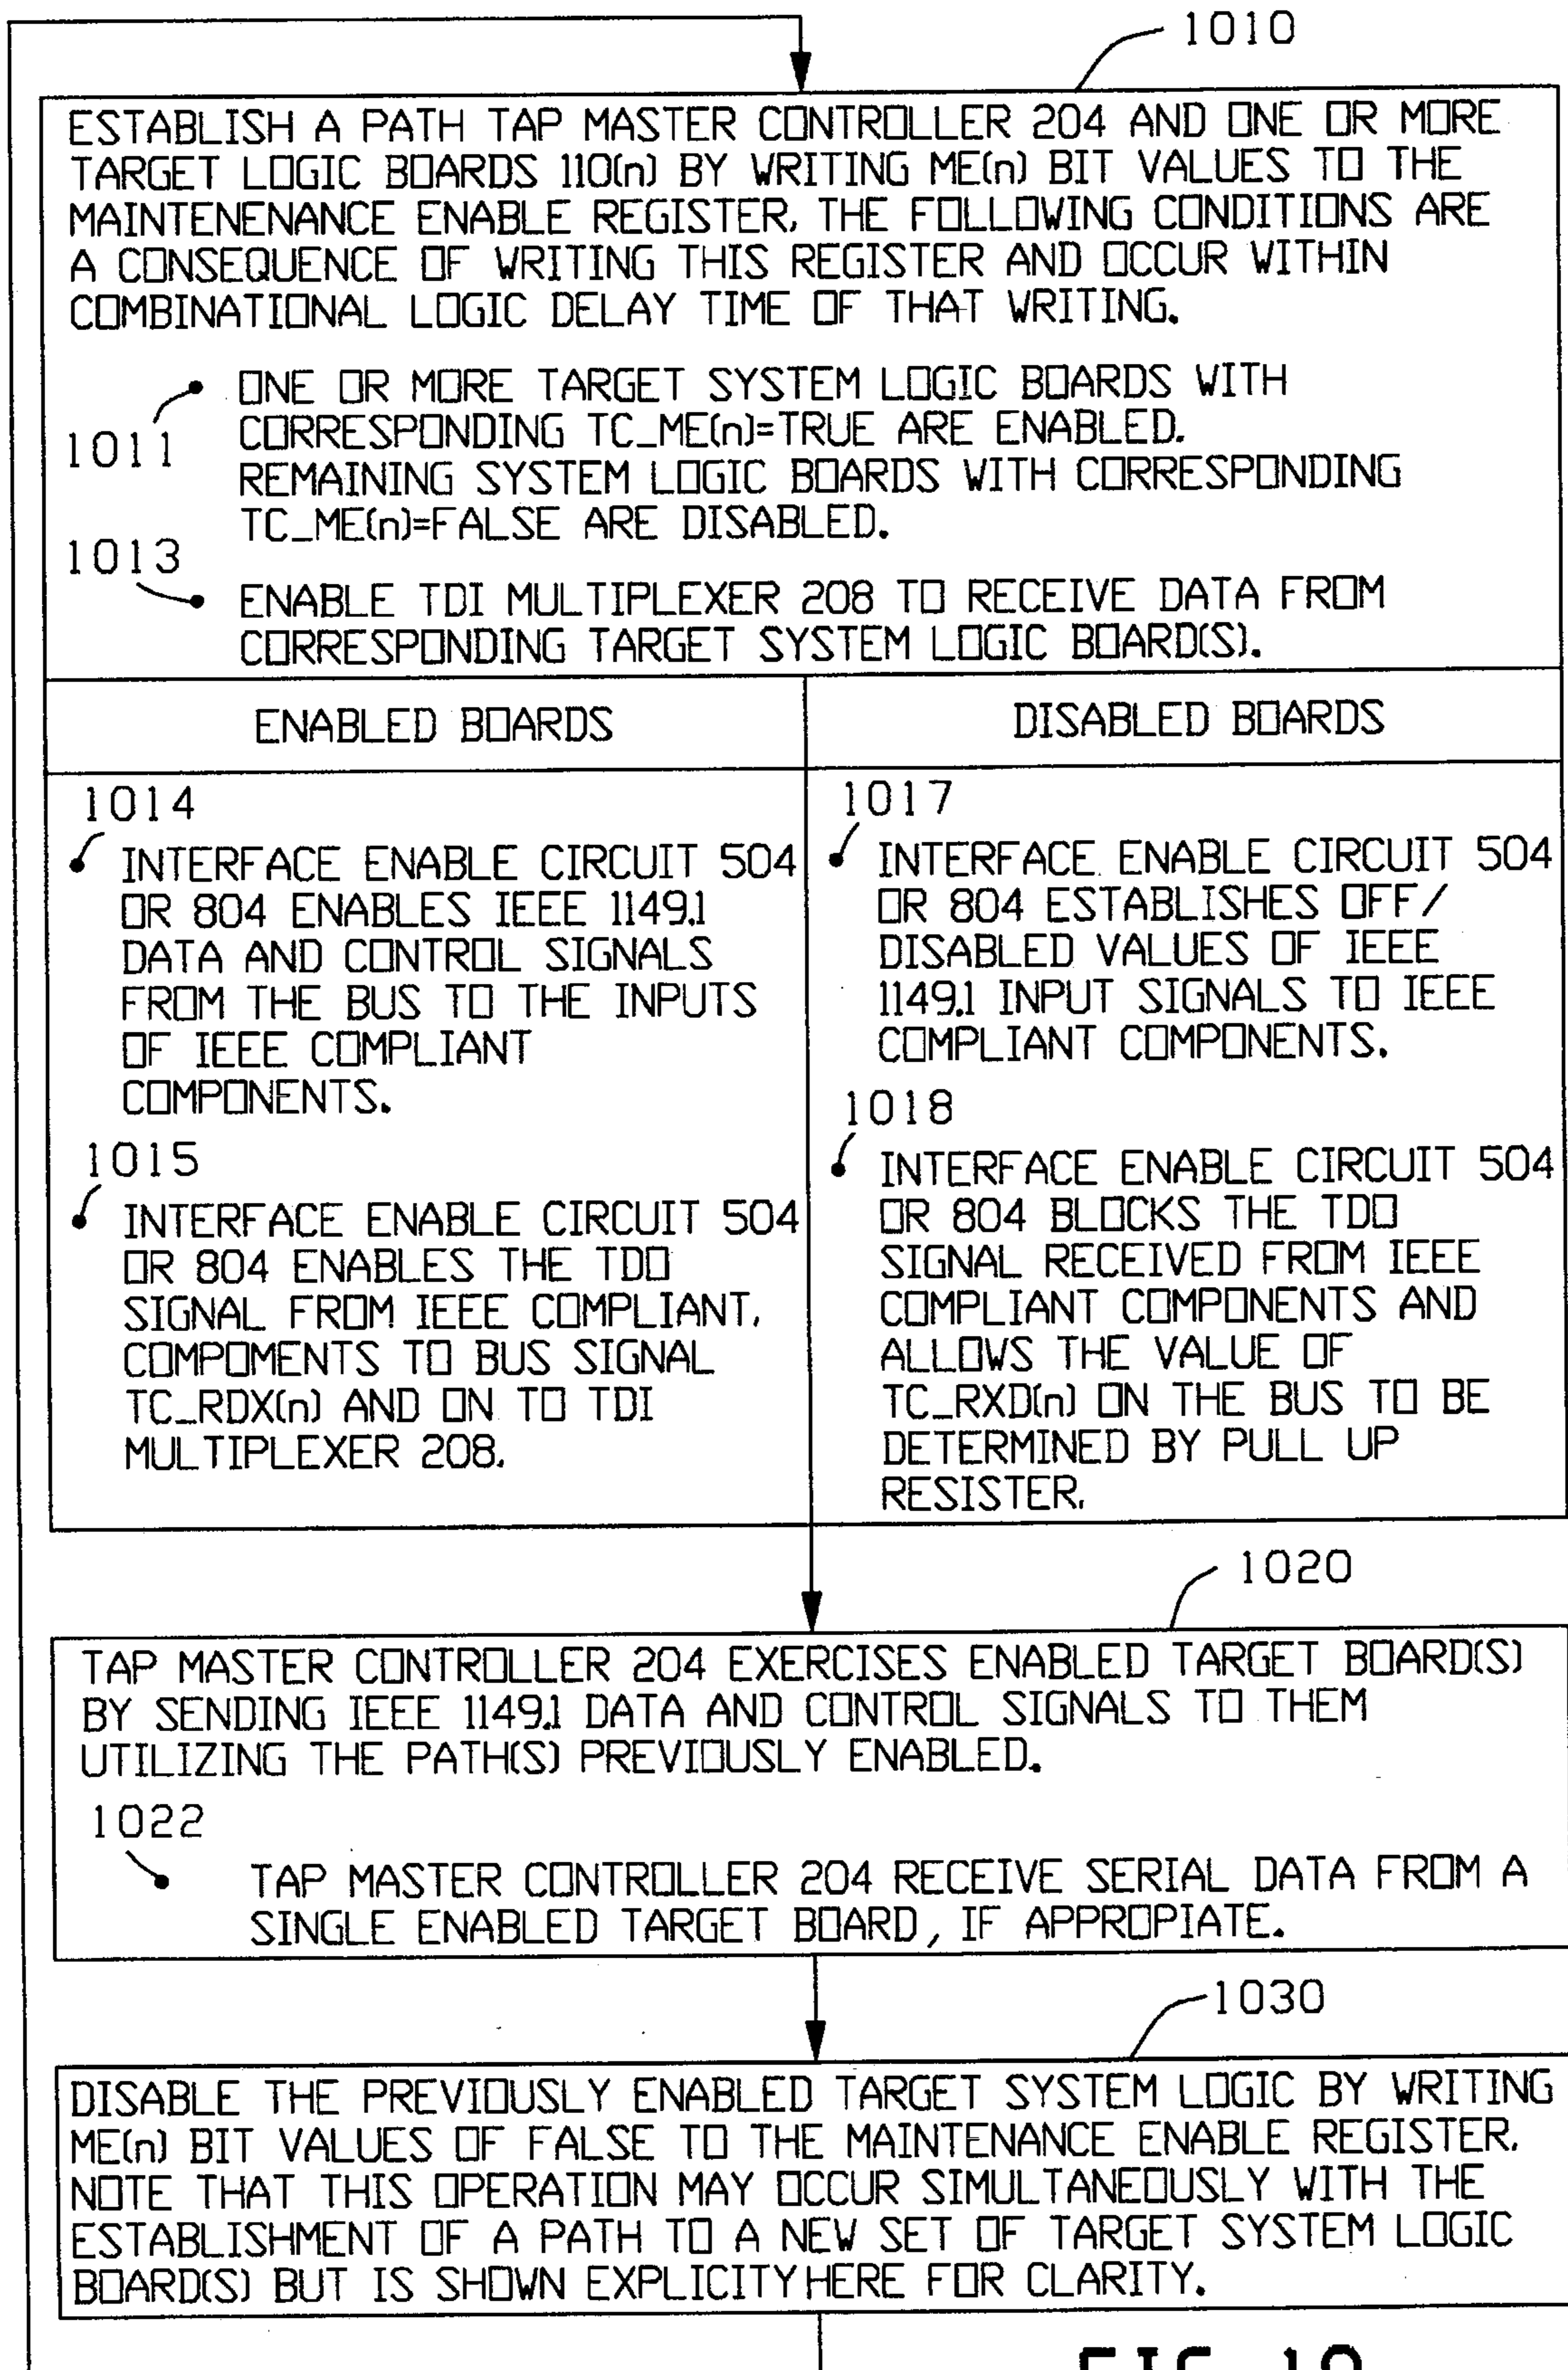 1010
ESTABLISH A PATH TAP MASTER CONTROLLER 204 AND ONE OR MORE
TARGET LOGIC BOARDS 110(n) BY WRITING ME(n) BIT VALUES TO THE
MAINTENENANCE ENABLE REGISTER. THE FOLLOWING CONDITIONS ARE
A CONSEQUENCE OF WRITING THIS REGISTER AND OCCUR WITHIN
COMBINATIONAL LOGIC DELAY TIME OF THAT WRITING.
1011
ONE OR MORE TARGET SYSTEM LOGIC BOARDS WITH
CORRESPONDING TC_ME(n)=TRUE ARE ENABLED.
REMAINING SYSTEM LOGIC BOARDS WITH CORRESPONDING
TC_ME(n)=FALSE ARE DISABLED.
1013
ENABLE TDI MULTIPLEXER 208 TO RECEIVE DATA FROM
CORRESPONDING TARGET SYSTEM LOGIC BOARD(S).
ENABLED BOARDS
1014
INTERFACE ENABLE CIRCUIT 504
OR 804 ENABLES IEEE 1149.1
DATA AND CONTROL SIGNALS
FROM THE BUS TO THE INPUTS
OF IEEE COMPLIANT
COMPONENTS.
1015
INTERFACE ENABLE CIRCUIT 504
OR 804 ENABLES THE TDO
SIGNAL FROM IEEE COMPLIANT,
COMPOMENTS TO BUS SIGNAL
TC_RDX(n) AND ON TO TDI
MULTIPLEXER 208.
DISABLED BOARDS
1017
INTERFACE ENABLE CIRCUIT 504
OR 804 ESTABLISHES OFF/
DISABLED VALUES OF IEEE
1149.1 INPUT SIGNALS TO IEEE
COMPLIANT COMPONENTS.
1018
INTERFACE ENABLE CIRCUIT 504
OR 804 BLOCKS THE TDO
SIGNAL RECEIVED FROM IEEE
COMPLIANT COMPONENTS AND
ALLOWS THE VALUE OF
TC_RXD(n) ON THE BUS TO BE
DETERMINED BY PULL UP
RESISTER.
1020
TAP MASTER CONTROLLER 204 EXERCISES ENABLED TARGET BOARD(S)
BY SENDING IEEE 1149.1 DATA AND CONTROL SIGNALS TO THEM
UTILIZING THE PATH(S) PREVIOUSLY ENABLED.
1022
TAP MASTER CONTROLLER 204 RECEIVE SERIAL DATA FROM A
SINGLE ENABLED TARGET BOARD, IF APPROPIATE.
1030
DISABLE THE PREVIOUSLY ENABLED TARGET SYSTEM LOGIC BY WRITING
ME(n) BIT VALUES OF FALSE TO THE MAINTENANCE ENABLE REGISTER.
NOTE THAT THIS OPERATION MAY OCCUR SIMULTANEOUSLY WITH THE
ESTABLISHMENT OF A PATH TO A NEW SET OF TARGET SYSTEM LOGIC
BOARD(S) BUT IS SHOWN EXPLICITY HERE FOR CLARITY.